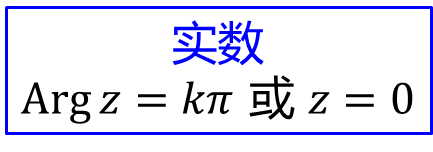 实数
Arg z = kπ 或 z = 0